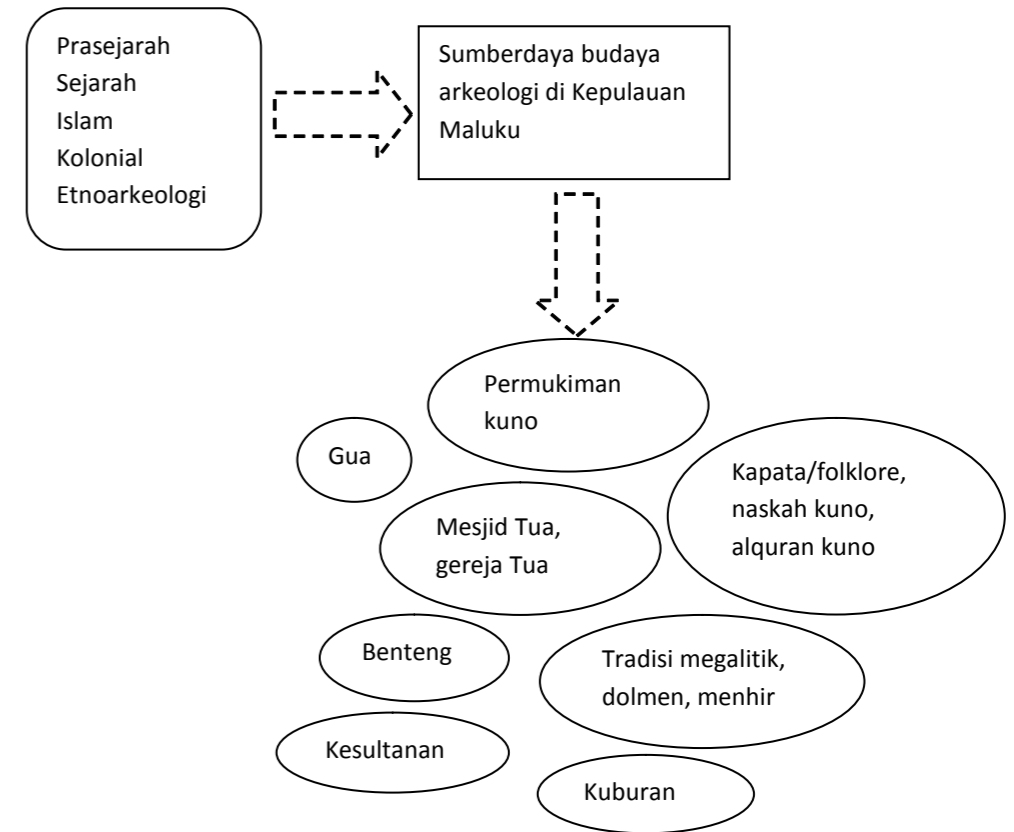 Prasejarah
Sejarah
Islam
Kolonial
Etnoarkeologi
Sumberdaya budaya
arkeologi di Kepulauan
Maluku
Permukiman
kuno
Gua
Kapata/folklore,
naskah kuno,
alquran kuno
Mesjid Tua,
gereja Tua
Benteng
Tradisi megalitik,
dolmen, menhir
Kesultanan
Kuburan